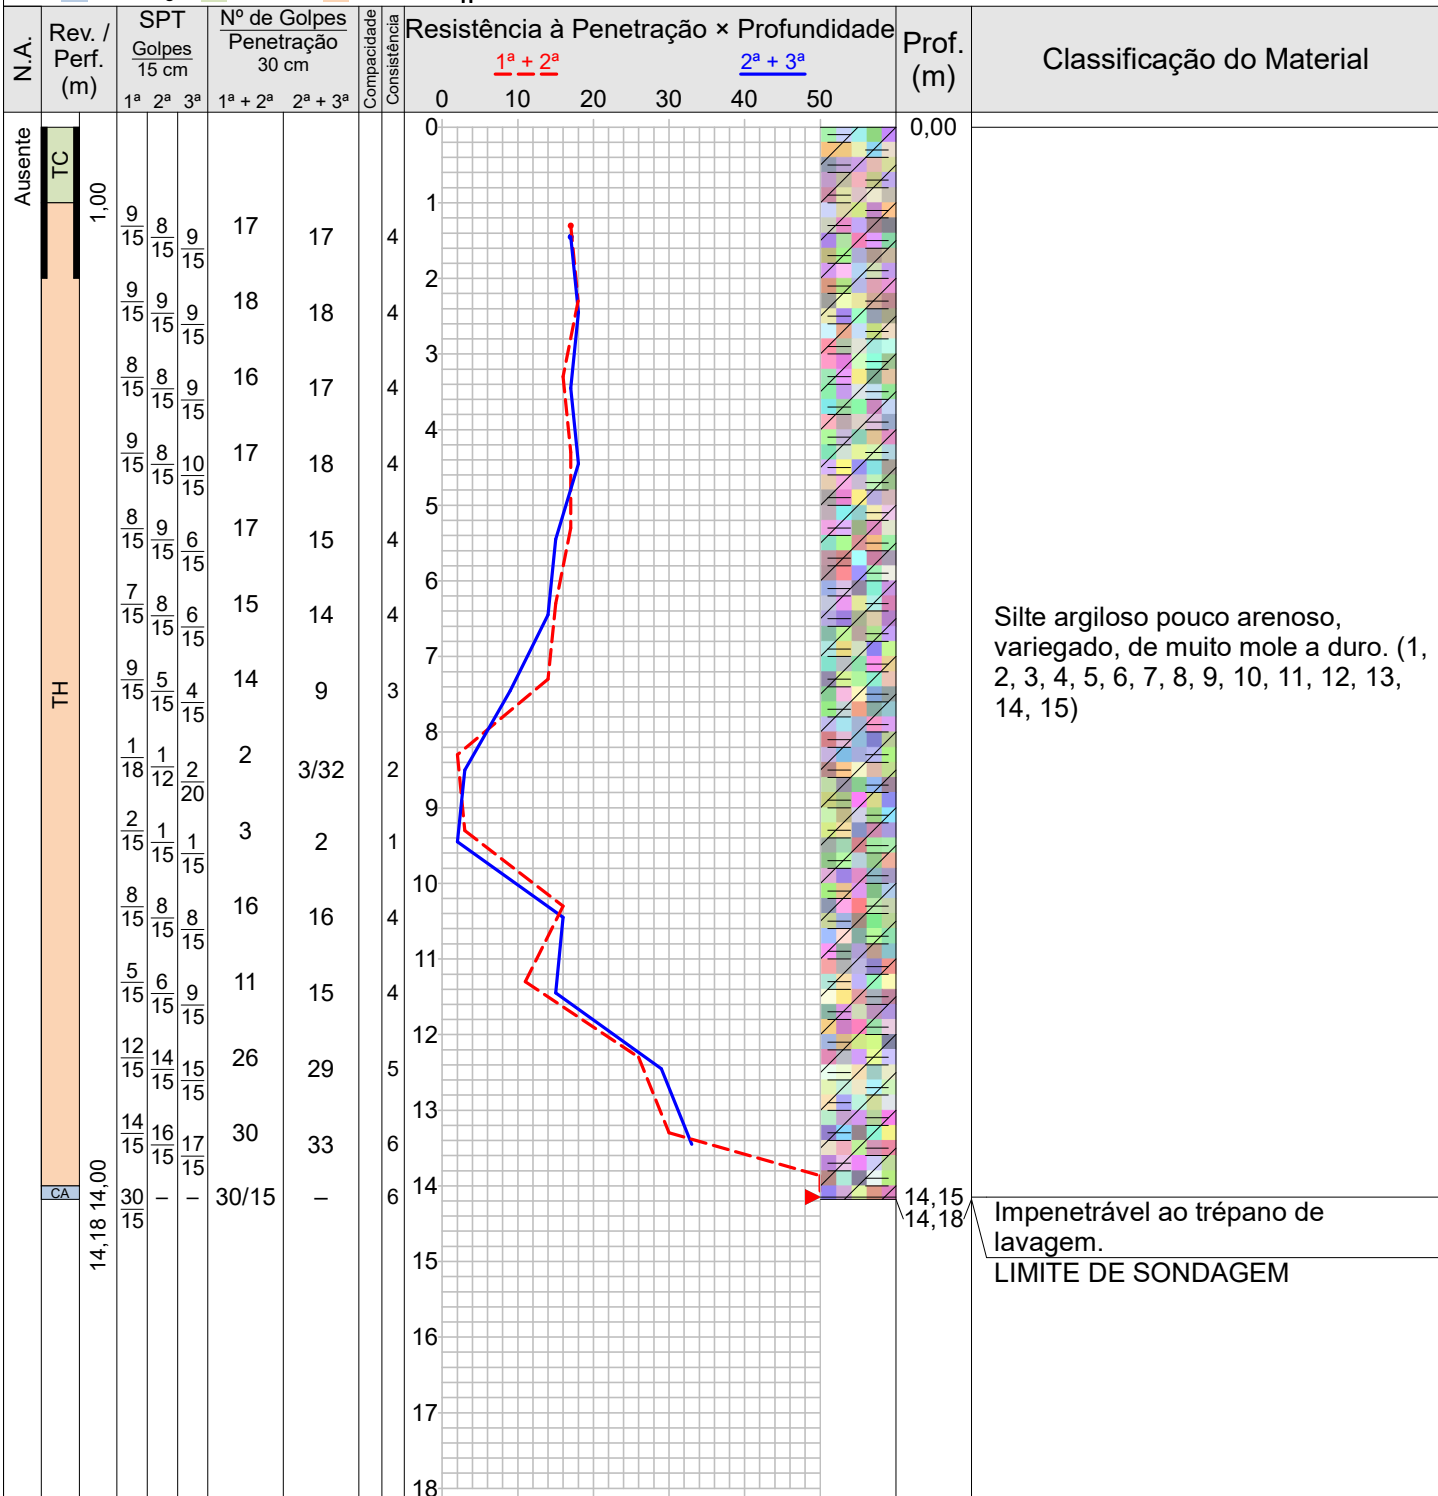 N.A.
Rev. /
Perf.
(m)
SPT
Golpes
15 cm
1ª 2ª 3ª
Nº de Golpes
Penetração
30 cm
1ª + 2ª 2ª + 3ª
Compacidade
Consistência
Resistência à Penetração × Profundidade
1ª + 2ª 2ª + 3ª
0 10 20 30 40 50
Prof.
(m)
Classificação do Material
Ausente
TC
1,00
TH
CA
14,00
14,18
0
1
9/15 8/15 9/15 17 17 4
2
9/15 9/15 9/15 18 18 4
3
8/15 8/15 9/15 16 17 4
4
9/15 8/15 10/15 17 18 4
5
8/15 9/15 6/15 17 15 4
6
7/15 8/15 6/15 15 14 4
7
9/15 5/15 4/15 14 9 3
8
1/18 1/12 2/20 2 3/32 2
9
2/15 1/15 1/15 3 2 1
10
8/15 8/15 8/15 16 16 4
11
5/15 6/15 9/15 11 15 4
12
12/15 14/15 15/15 26 29 5
13
14/15 16/15 17/15 30 33 6
14
30/15 – – 30/15 – 6
15
16
17
18
0,00
14,15
14,18
Silte argiloso pouco arenoso,
variegado, de muito mole a duro. (1,
2, 3, 4, 5, 6, 7, 8, 9, 10, 11, 12, 13,
14, 15)
Impenetrável ao trépano de
lavagem.
LIMITE DE SONDAGEM